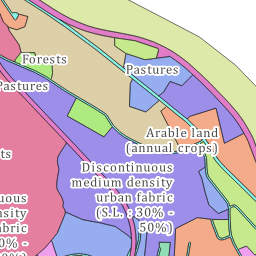 Forests
Pastures
Pastures
Arable land
(annual crops)
Discontinuous
medium density
urban fabric
(S.L. : 30% -
50%)